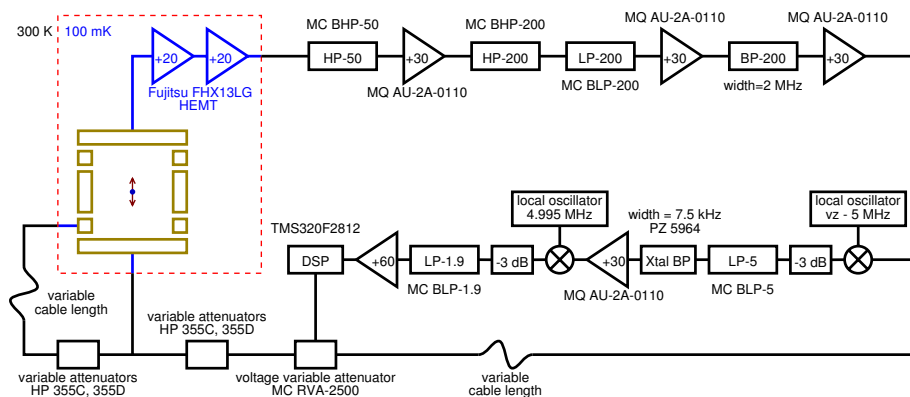 300 K
100 mK
+20
+20
Fujitsu FHX13LG
HEMT
MC BHP-50
HP-50
+30
MQ AU-2A-0110
MC BHP-200
HP-200
LP-200
MC BLP-200
MQ AU-2A-0110
+30
BP-200
width=2 MHz
MQ AU-2A-0110
+30
TMS320F2812
DSP
+60
LP-1.9
MC BLP-1.9
-3 dB
local oscillator
4.995 MHz
+30
MQ AU-2A-0110
width = 7.5 kHz
PZ 5964
Xtal BP
LP-5
MC BLP-5
-3 dB
local oscillator
vz - 5 MHz
variable
cable length
variable attenuators
HP 355C, 355D
variable attenuators
HP 355C, 355D
voltage variable attenuator
MC RVA-2500
variable
cable length